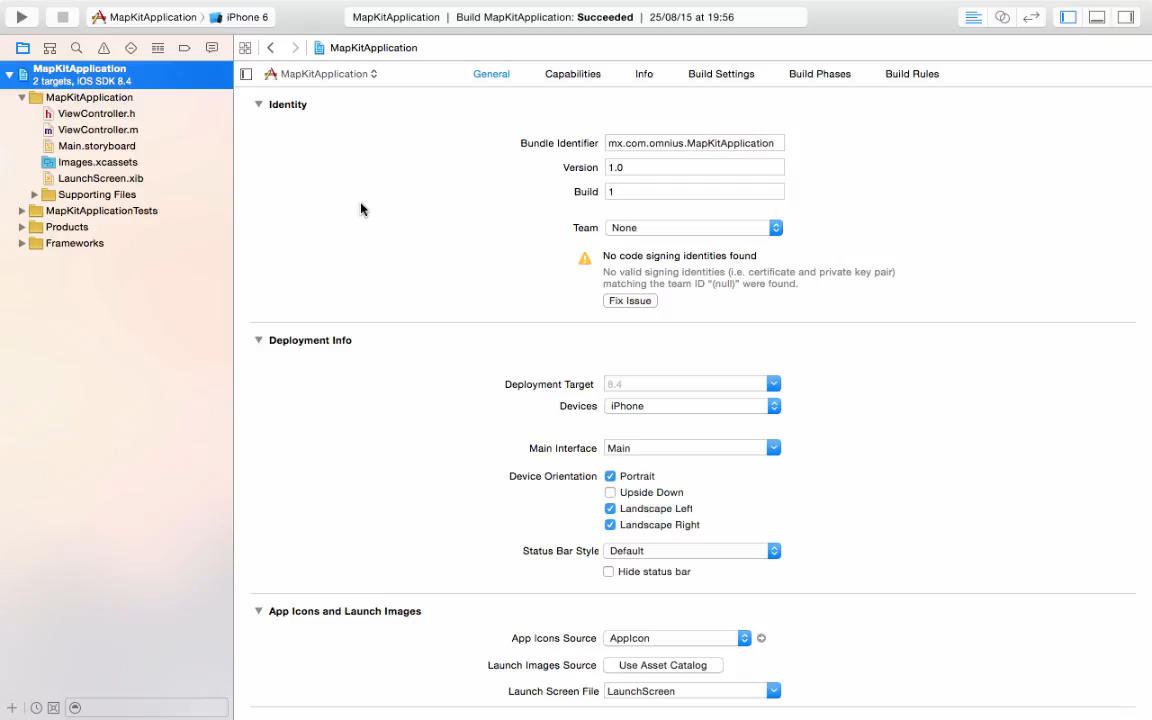 MapKitApplication
iPhone 6
MapKitApplication
Build MapKitApplication: Succeeded
25/08/15 at 19:56
MapKitApplication
MapKitApplication
2 targets, iOS SDK 8.4
MapKitApplication
ViewController.h
ViewController.m
Main.storyboard
Images.xcassets
LaunchScreen.xib
Supporting Files
MapKitApplicationTests
Products
Frameworks
MapKitApplication
General
Capabilities
Info
Build Settings
Build Phases
Build Rules
Identity
Bundle Identifier
mx.com.omnius.MapKitApplication
Version
1.0
Build
1
Team
None
No code signing identities found
No valid signing identities (i.e. certificate and private key pair)
matching the team ID "(null)" were found.
Fix Issue
Deployment Info
Deployment Target
8.4
Devices
iPhone
Main Interface
Main
Device Orientation
Portrait
Upside Down
Landscape Left
Landscape Right
Status Bar Style
Default
Hide status bar
App Icons and Launch Images
App Icons Source
AppIcon
Launch Images Source
Use Asset Catalog
Launch Screen File
LaunchScreen